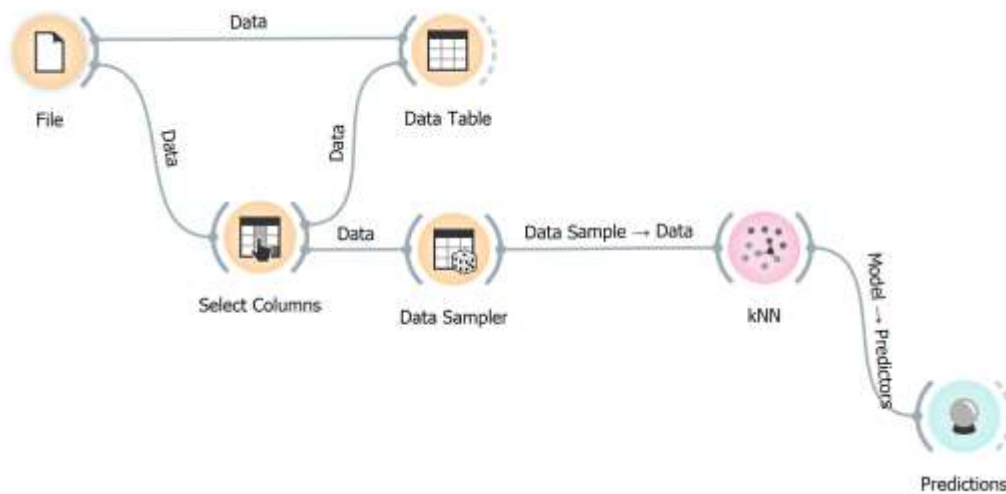 Data
File
Data Table
Data
Data
Select Columns
Data
Data Sampler
Data Sample → Data
kNN
Model → Predictors
Predictions